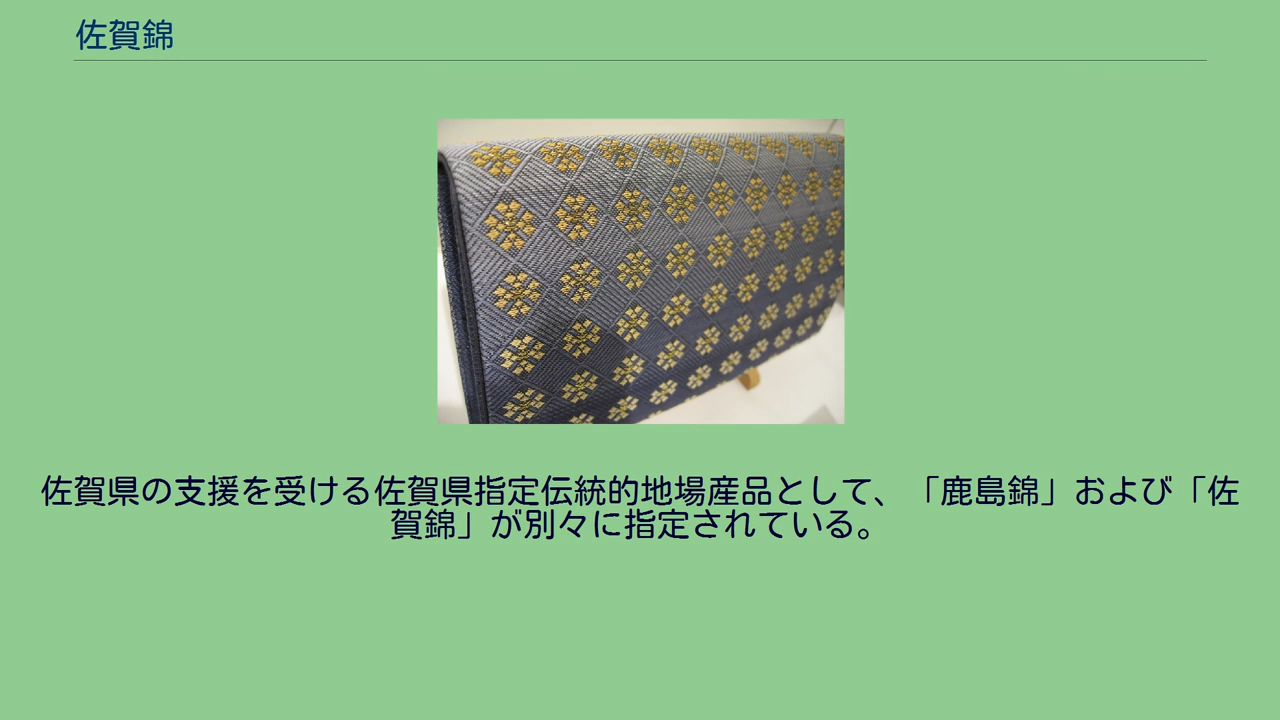 佐賀錦
佐賀県の支援を受ける佐賀県指定伝統的地場産品として、「鹿島錦」および「佐
賀錦」が別々に指定されている。